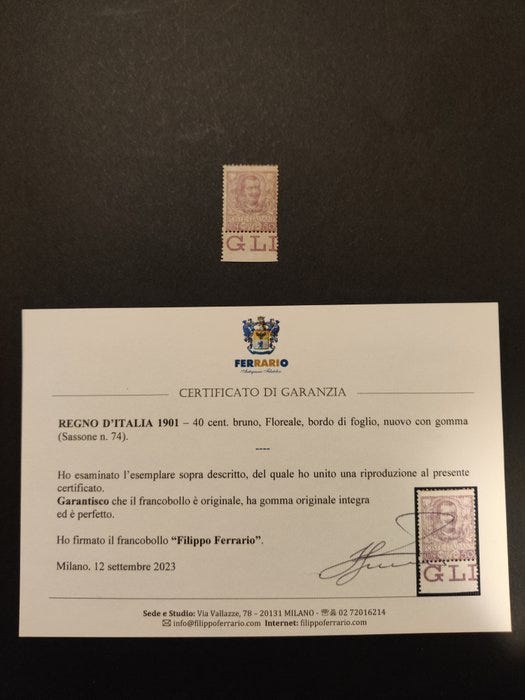 GLI
FERRARIO
CERTIFICATO DI GARANZIA
REGNO D'ITALIA 1901 – 40 cent. bruno, Floreale, bordo di foglio, nuovo con gomma
(Sassone n. 74).
----
Ho esaminato l'esemplare sopra descritto, del quale ho unito una riproduzione al presente
certificato.
Garantisco che il francobollo è originale, ha gomma originale integra
ed è perfetto.
Ho firmato il francobollo "Filippo Ferrario".
Milano, 12 settembre 2023
GLI
Sede e Studio: Via Vallazze, 78 – 20131 MILANO - ☏ 02 72016214
✉ info@filippoferrario.com Internet: filippoferrario.com